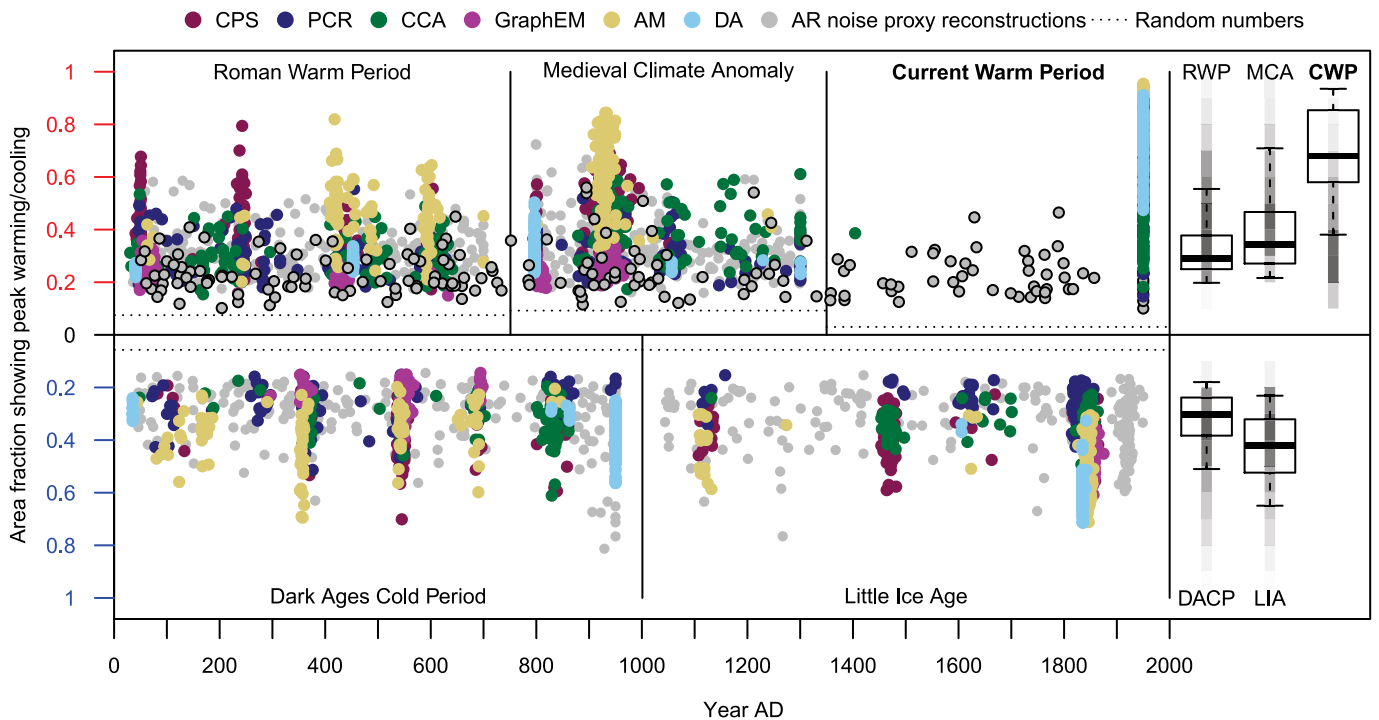 CPS PCR CCA GraphEM AM DA AR noise proxy reconstructions Random numbers
Roman Warm Period Medieval Climate Anomaly Current Warm Period RWP MCA CWP
Area fraction showing peak warming/cooling
1
0.8
0.6
0.4
0.2
0
0.2
0.4
0.6
0.8
1
Dark Ages Cold Period Little Ice Age DACP LIA
0 200 400 600 800 1000 1200 1400 1600 1800 2000
Year AD